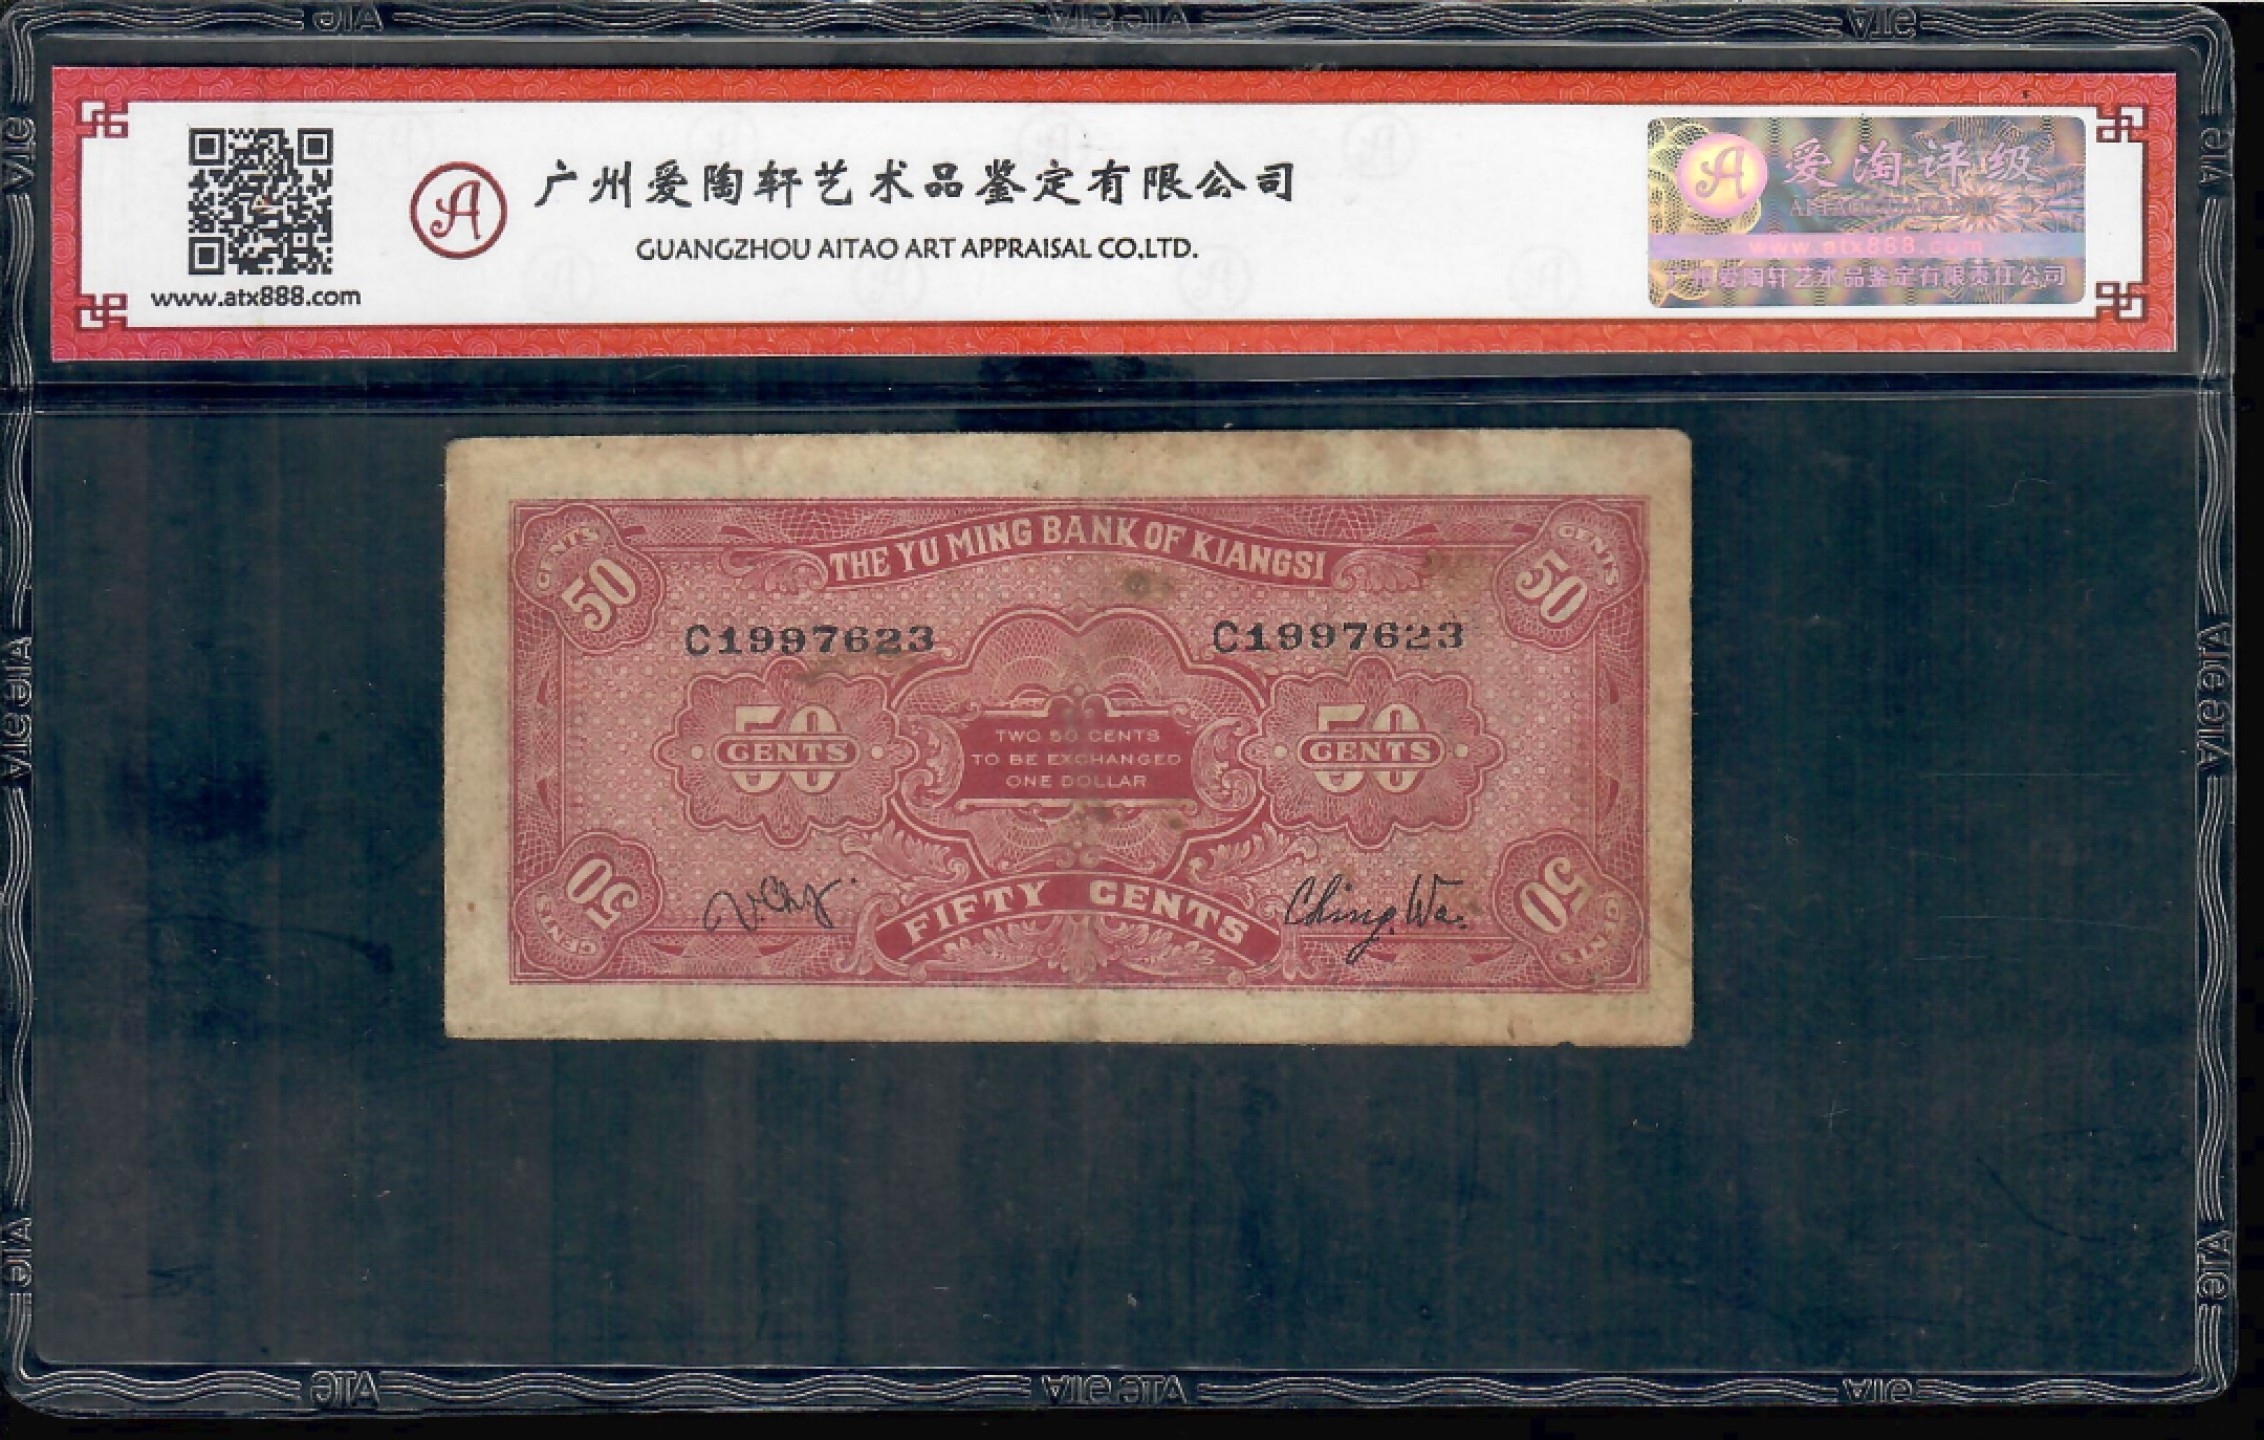 广州爱陶轩艺术品鉴定有限公司
GUANGZHOU AITAO ART APPRAISAL CO.LTD.
www.atx888.com
A
爱淘评级
www.atx888.com
广州爱陶轩艺术品鉴定有限责任公司
THE YU MING BANK OF KIANGSI
CENTS 50
50 CENTS
C1997623
C1997623
50 CENTS
TWO 50 CENTS
TO BE EXCHANGED
ONE DOLLAR
50 CENTS
50 CENTS
50 CENTS
FIFTY CENTS
Ching. Wa.